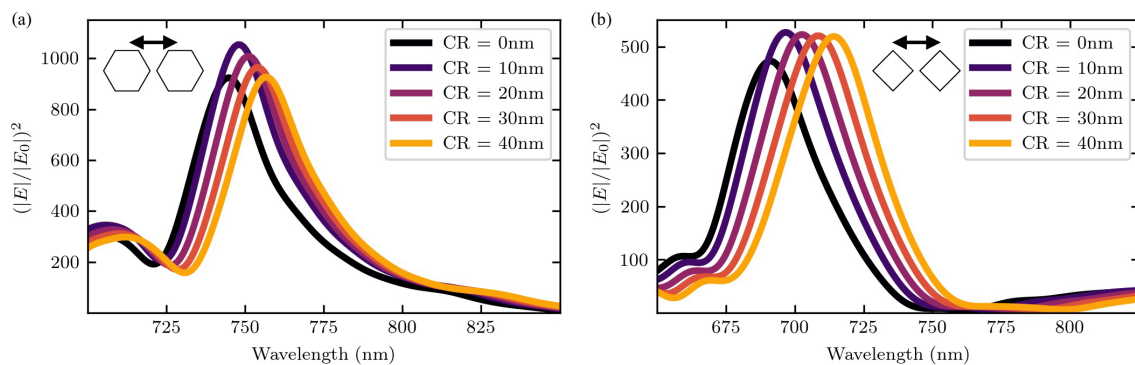 (a)
1000
800
600
400
200
(|E|/|E₀|)²
725
750
775
800
825
Wavelength (nm)
CR = 0nm
CR = 10nm
CR = 20nm
CR = 30nm
CR = 40nm
(b)
500
400
300
200
100
(|E|/|E₀|)²
675
700
725
750
775
800
Wavelength (nm)
CR = 0nm
CR = 10nm
CR = 20nm
CR = 30nm
CR = 40nm